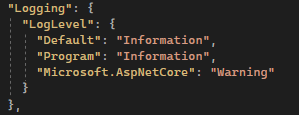 "Logging": {
"LogLevel": {
"Default": "Information",
"Program": "Information",
"Microsoft.AspNetCore": "Warning"
}
},